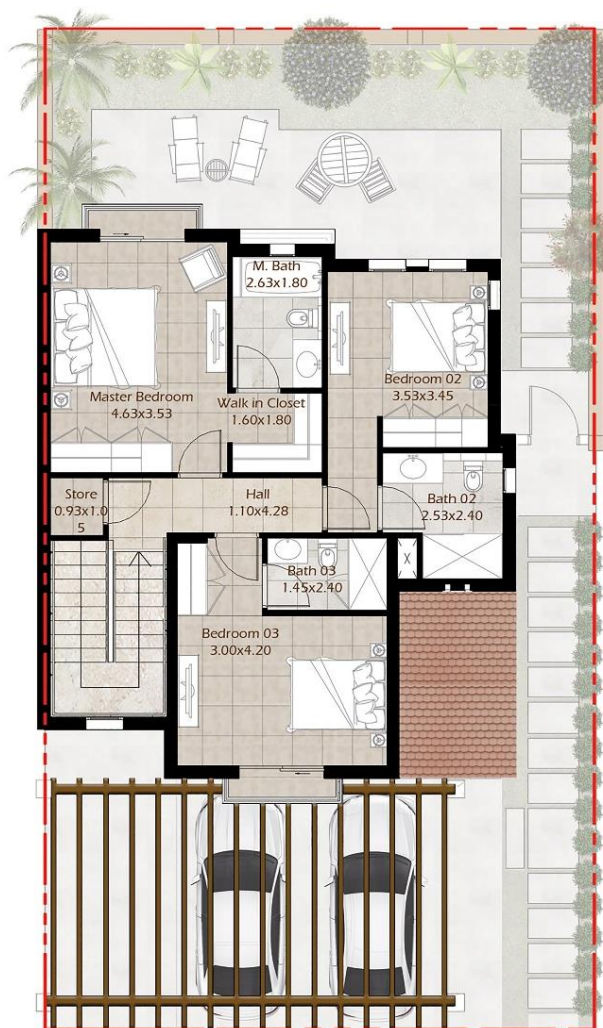 M. Bath
2.63x1.80
Master Bedroom
4.63x3.53
Walk in Closet
1.60x1.80
Bedroom 02
3.53x3.45
Store
0.93x1.0
5
Hall
1.10x4.28
Bath 02
2.53x2.40
Bath 03
1.45x2.40
Bedroom 03
3.00x4.20
X